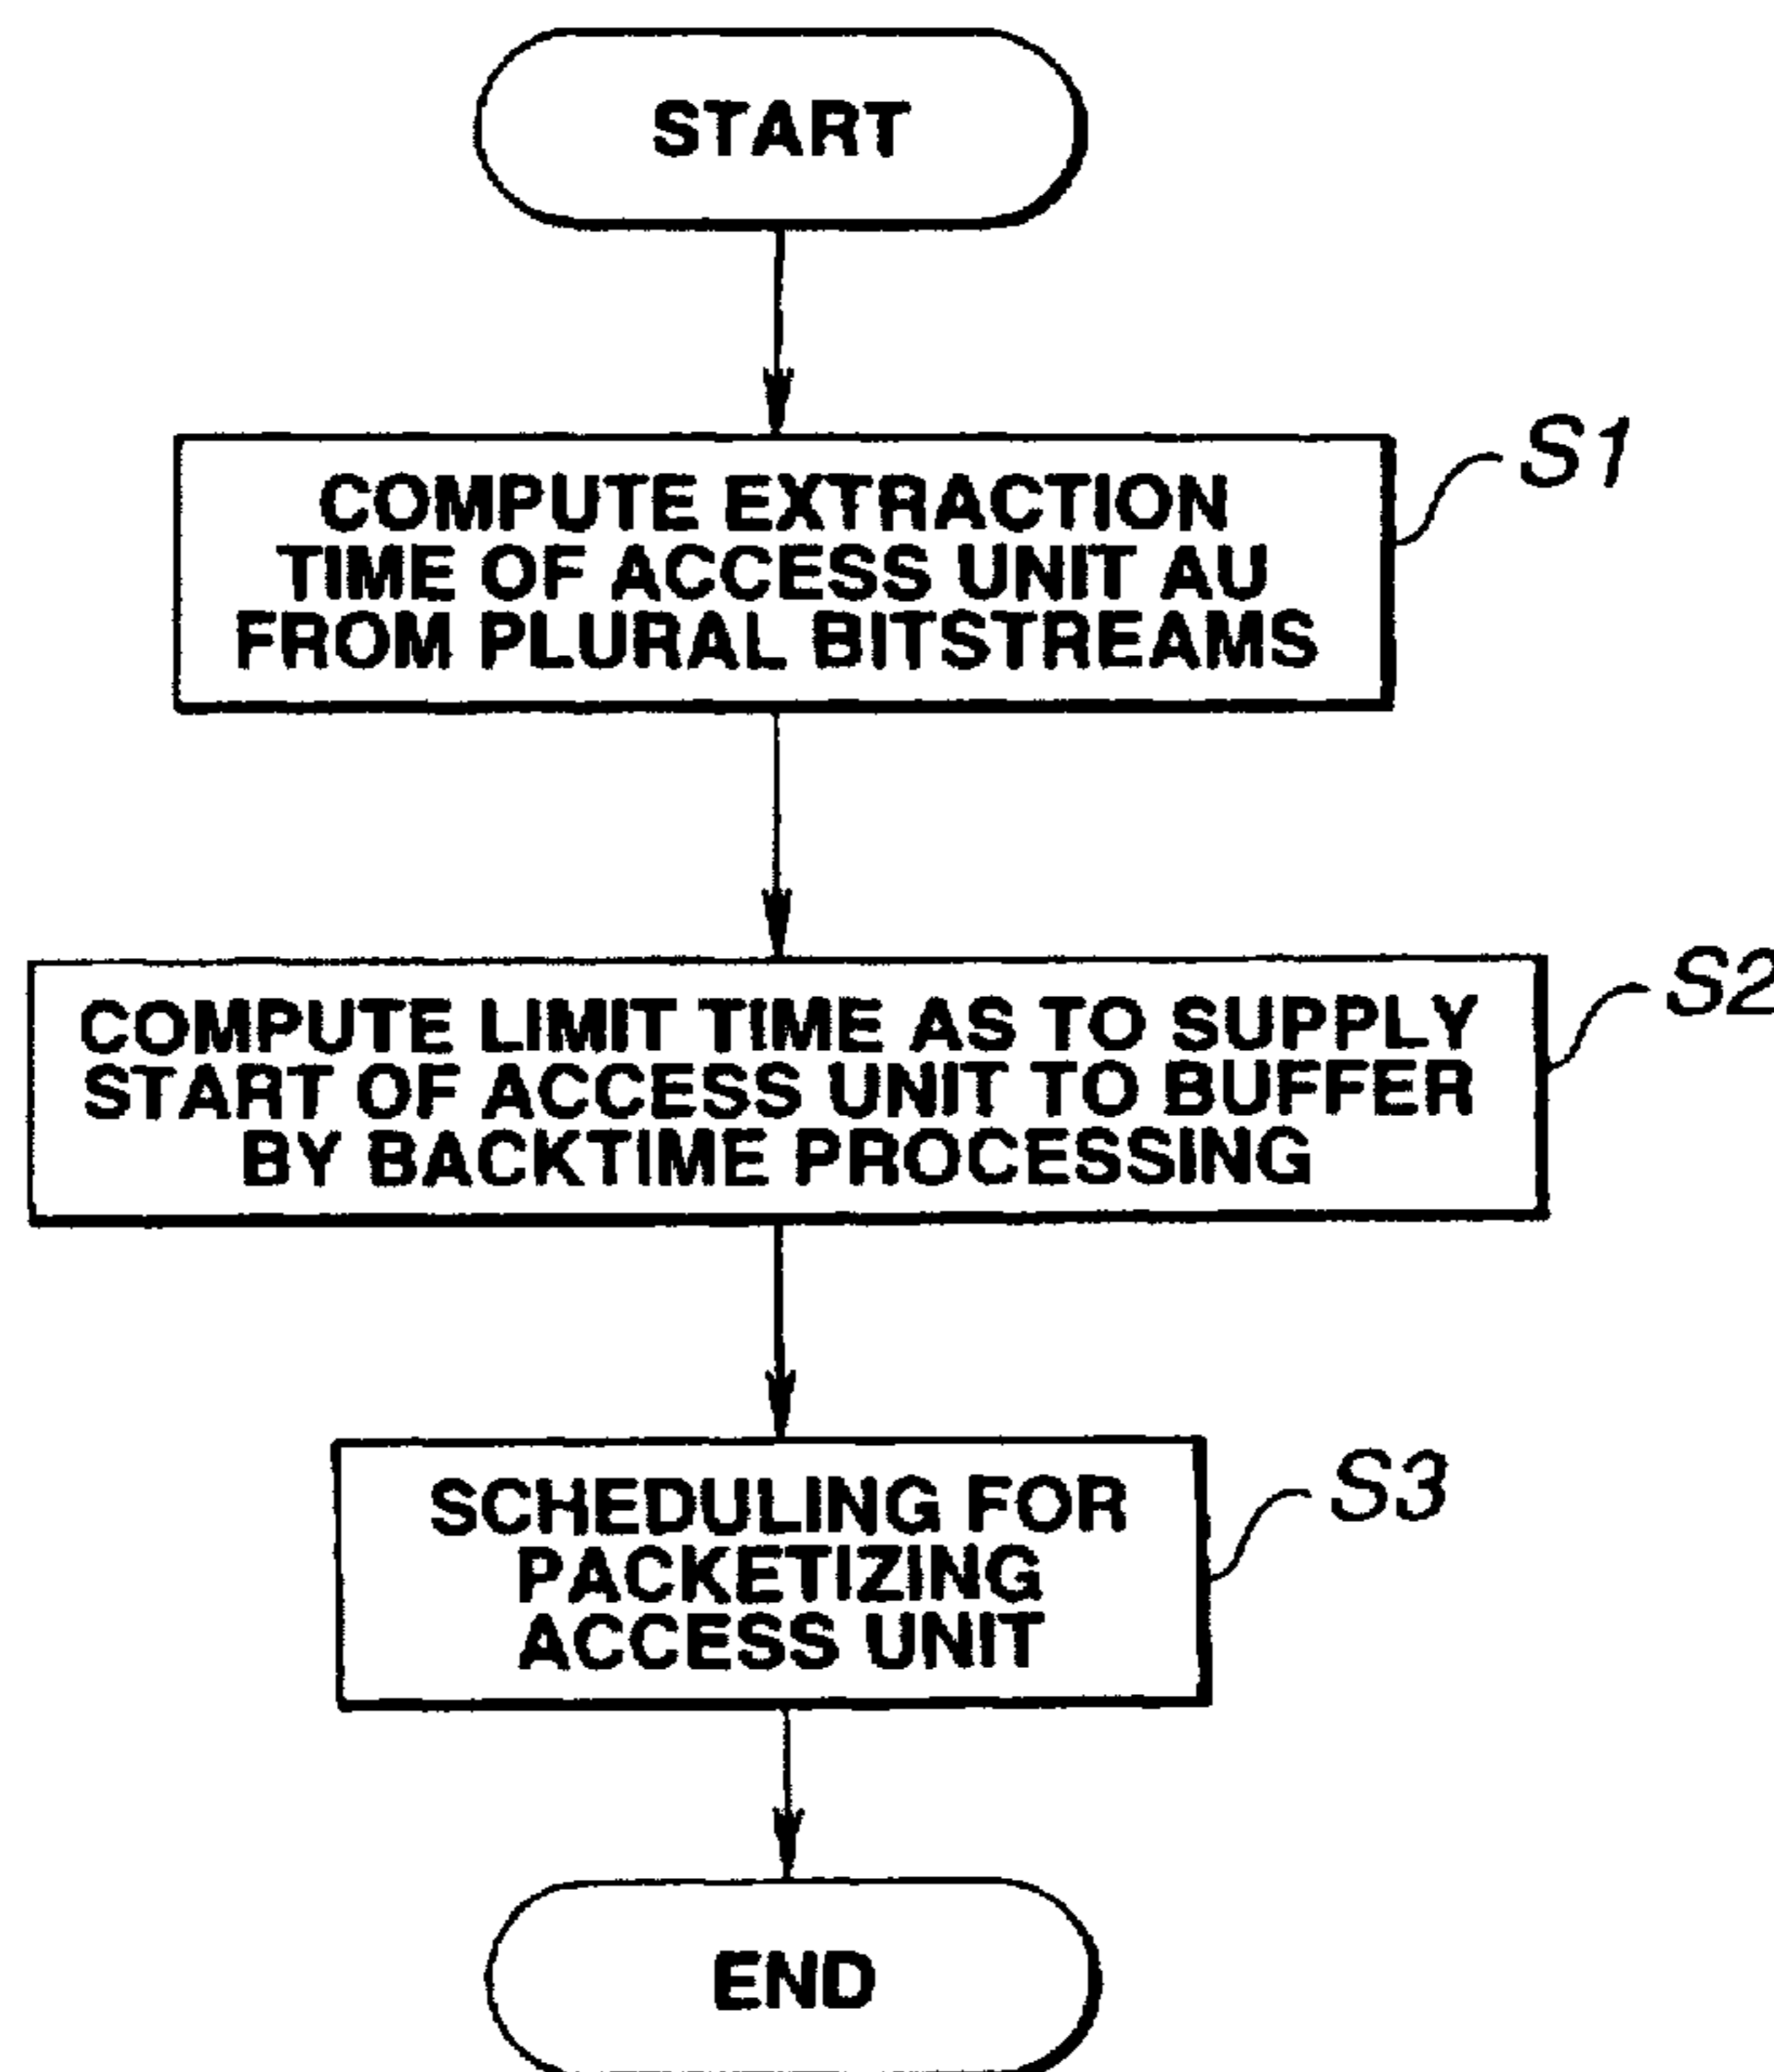 START
S1
COMPUTE EXTRACTION
TIME OF ACCESS UNIT AU
FROM PLURAL BITSTREAMS
S2
COMPUTE LIMIT TIME AS TO SUPPLY
START OF ACCESS UNIT TO BUFFER
BY BACKTIME PROCESSING
S3
SCHEDULING FOR
PACKETIZING
ACCESS UNIT
END